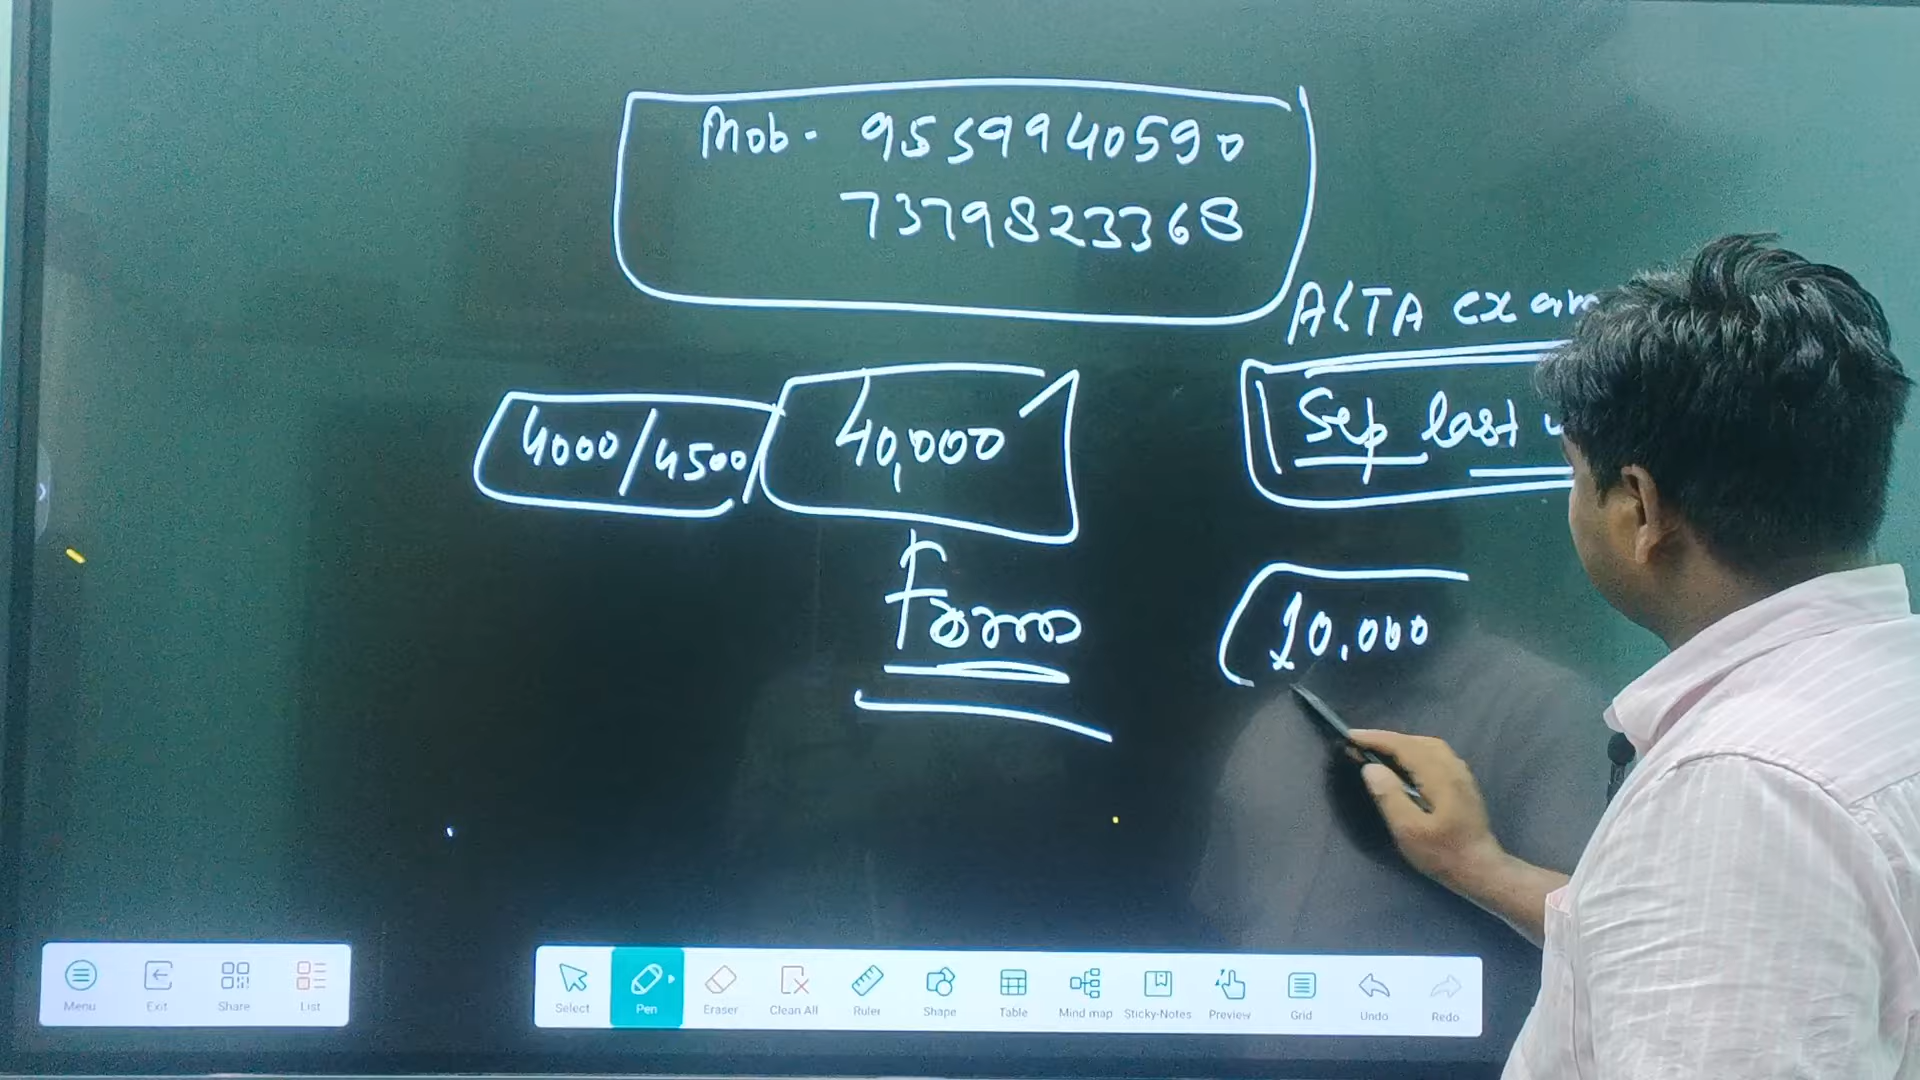 Mob - 9559940590
7379823368
ALTA exam
4000/4500/ 40,000
Sep last
Form
10,000
Menu Exit Share List
Select Pen Eraser Clean All Ruler Shape Table Mind map Sticky-Notes Preview Grid Undo Redo